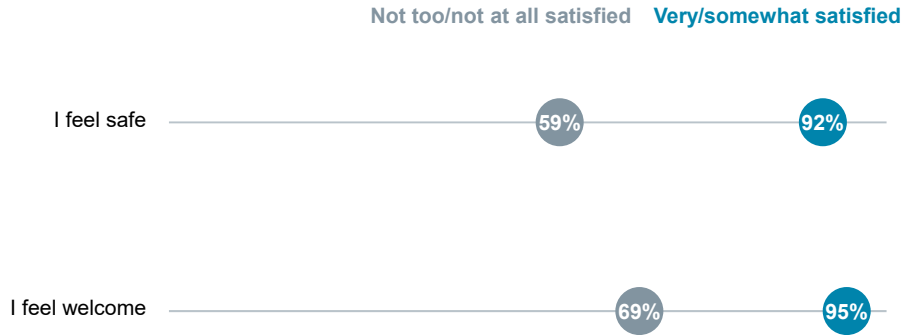 Not too/not at all satisfied Very/somewhat satisfied
I feel safe 59% 92%
I feel welcome 69% 95%